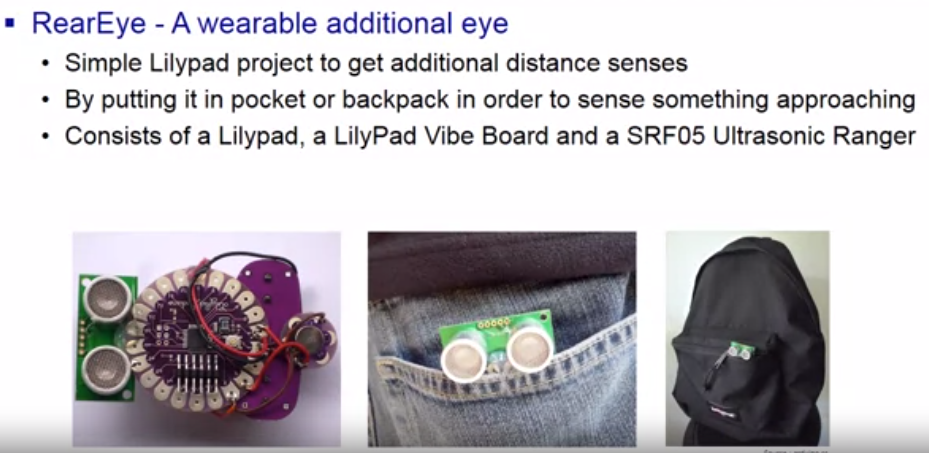 RearEye - A wearable additional eye
Simple Lilypad project to get additional distance senses
By putting it in pocket or backpack in order to sense something approaching
Consists of a Lilypad, a LilyPad Vibe Board and a SRF05 Ultrasonic Ranger